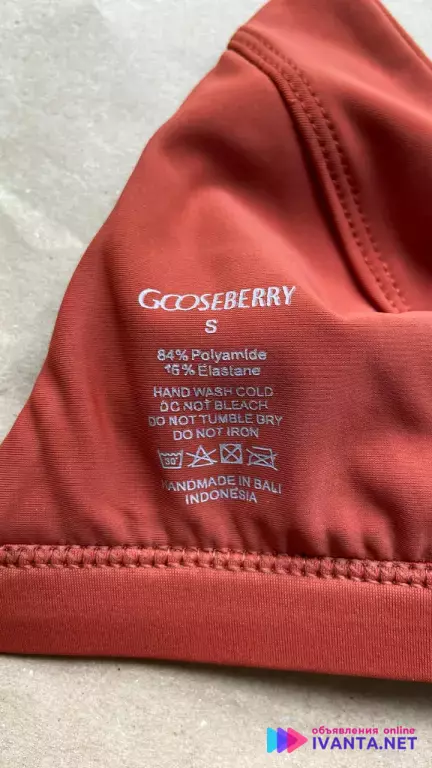 GOOSEBERRY
S
84% Polyamide
16% Elastane
HAND WASH COLD
DO NOT BLEACH
DO NOT TUMBLE DRY
DO NOT IRON
30°
HANDMADE IN BALI
INDONESIA
объявления online
IVANTA.NET